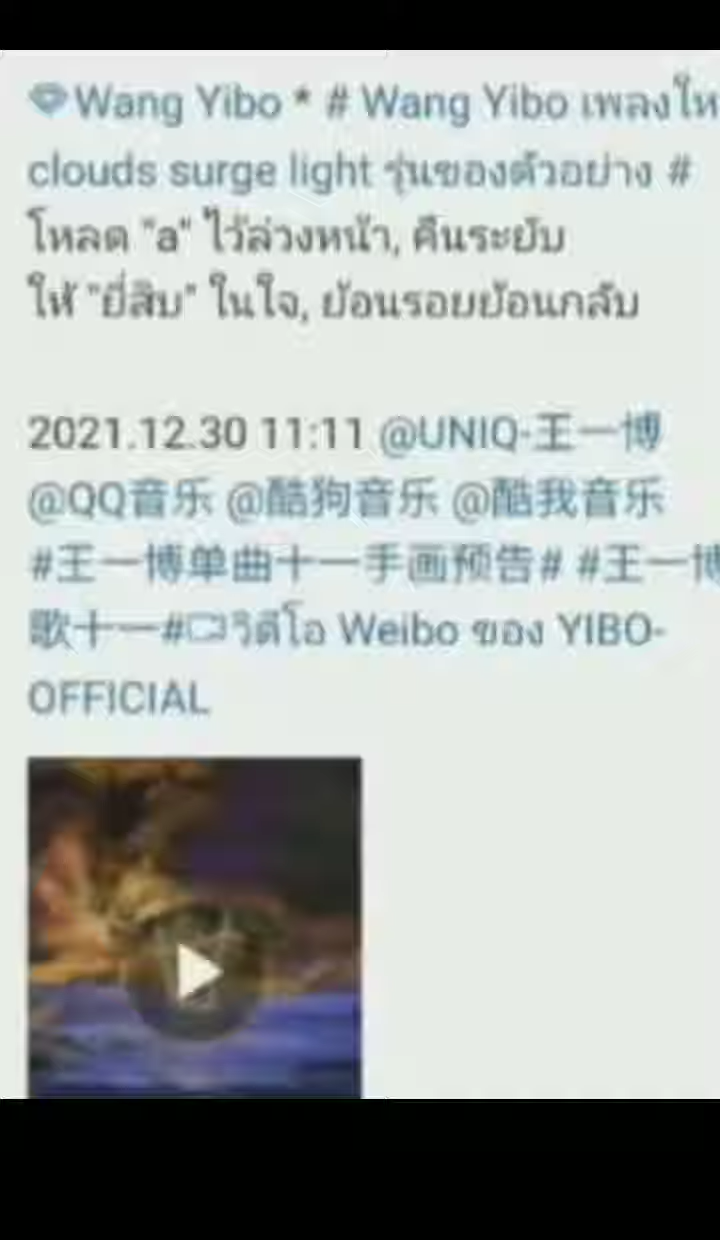 Wang Yibo * # Wang Yibo เพลงให
clouds surge light รุ่นของตัวอย่าง #
โหลด "a" ไว้ล่วงหน้า, คืนระยับ
ให้ "ยี่สิบ" ในใจ, ย้อนรอยย้อนกลับ
2021.12.30 11:11 @UNIQ-王一博
@QQ音乐 @酷狗音乐 @酷我音乐
#王一博单曲十一手画预告# #王一博
歌十一#วิดีโอ Weibo ของ YIBO-
OFFICIAL